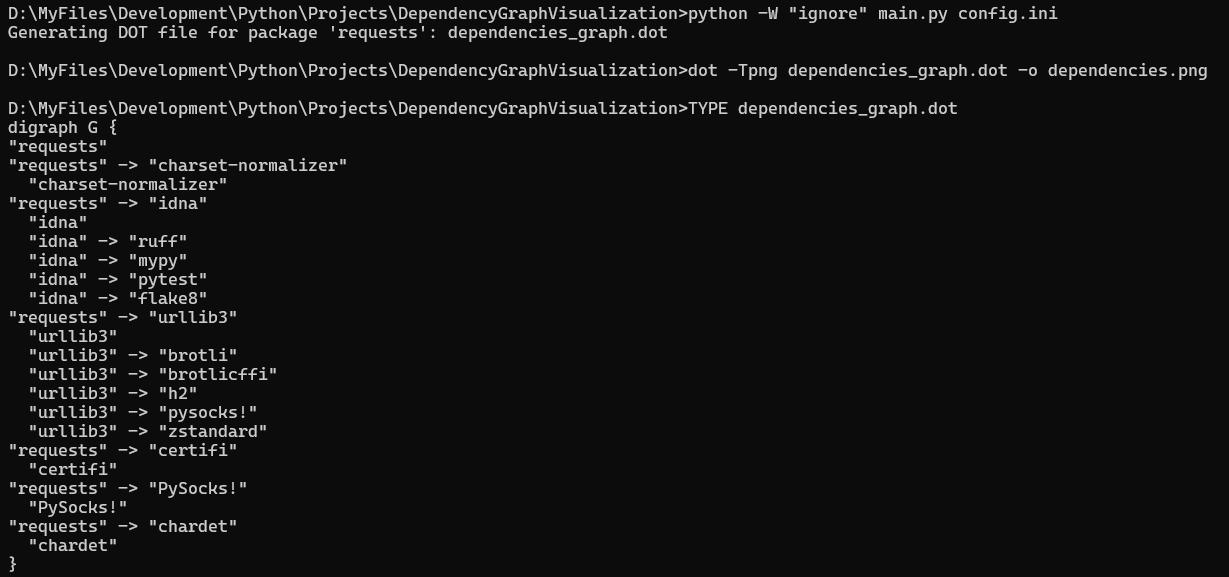 D:\MyFiles\Development\Python\Projects\DependencyGraphVisualization>python -W "ignore" main.py config.ini
Generating DOT file for package 'requests': dependencies_graph.dot

D:\MyFiles\Development\Python\Projects\DependencyGraphVisualization>dot -Tpng dependencies_graph.dot -o dependencies.png

D:\MyFiles\Development\Python\Projects\DependencyGraphVisualization>TYPE dependencies_graph.dot
digraph G {
"requests"
"requests" -> "charset-normalizer"
  "charset-normalizer"
"requests" -> "idna"
  "idna"
  "idna" -> "ruff"
  "idna" -> "mypy"
  "idna" -> "pytest"
  "idna" -> "flake8"
"requests" -> "urllib3"
  "urllib3"
  "urllib3" -> "brotli"
  "urllib3" -> "brotlicffi"
  "urllib3" -> "h2"
  "urllib3" -> "pysocks!"
  "urllib3" -> "zstandard"
"requests" -> "certifi"
  "certifi"
"requests" -> "PySocks!"
  "PySocks!"
"requests" -> "chardet"
  "chardet"
}